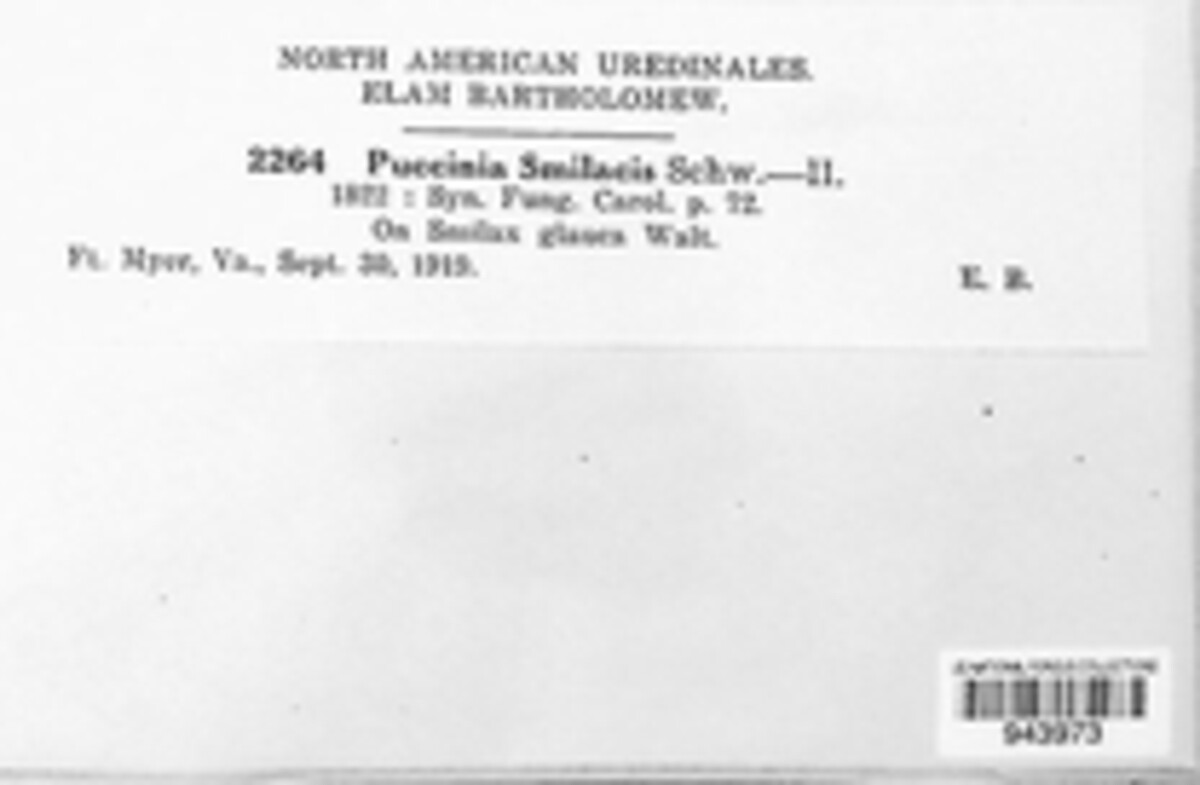 NORTH AMERICAN UREDINALES.
ELAM BARTHOLOMEW.
2264 Puccinia Smilacis Schw.—II.
1822 : Syn. Fung. Carol. p. 72.
On Smilax glauca Walt.
Ft. Myer, Va., Sept. 30, 1919.
E. B.
943973